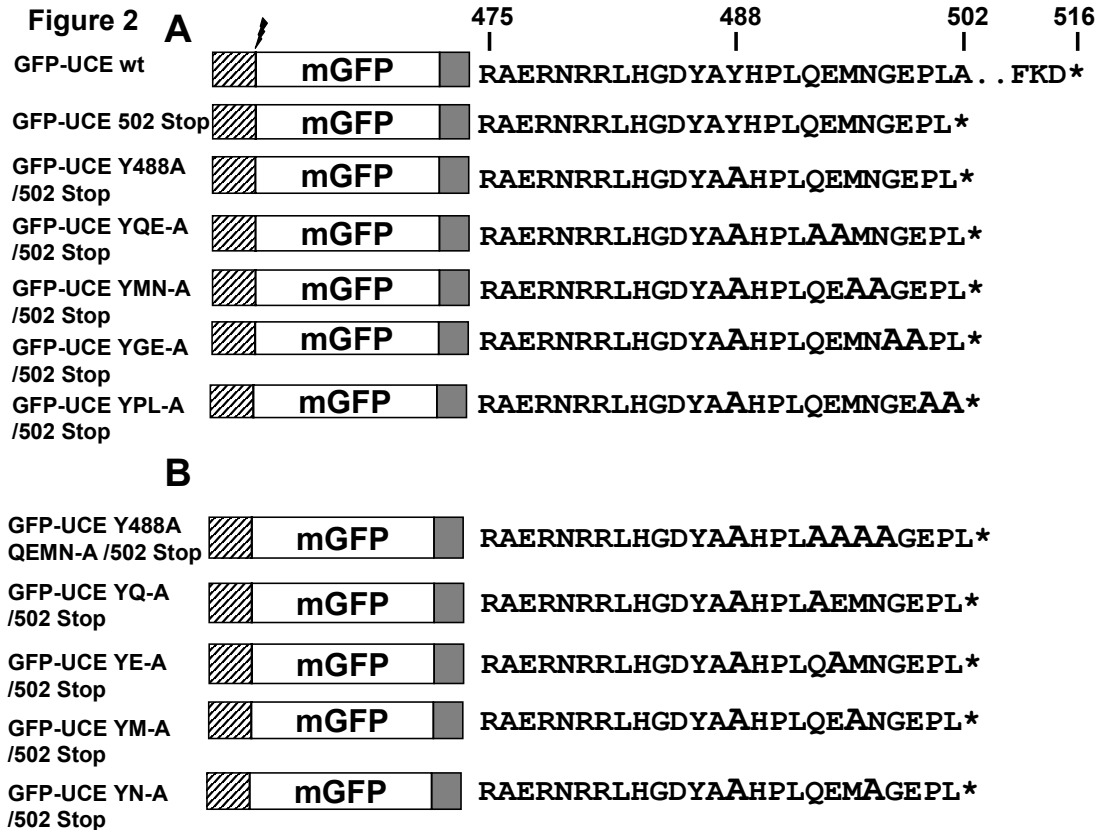 Figure 2 A 475 488 502 516
GFP-UCE wt mGFP RAERNRRLHGDYAYHPLQEMNGEPLA..FKD*
GFP-UCE 502 Stop mGFP RAERNRRLHGDYAYHPLQEMNGEPL*
GFP-UCE Y488A
/502 Stop mGFP RAERNRRLHGDYAAHPLQEMNGEPL*
GFP-UCE YQE-A
/502 Stop mGFP RAERNRRLHGDYAAHPLAAMNGEPL*
GFP-UCE YMN-A
/502 Stop mGFP RAERNRRLHGDYAAHPLQEAAGEPL*
GFP-UCE YGE-A
/502 Stop mGFP RAERNRRLHGDYAAHPLQEMNAAPL*
GFP-UCE YPL-A
/502 Stop mGFP RAERNRRLHGDYAAHPLQEMNGEAA*
B
GFP-UCE Y488A
QEMN-A /502 Stop mGFP RAERNRRLHGDYAAHPLAAAAGEPL*
GFP-UCE YQ-A
/502 Stop mGFP RAERNRRLHGDYAAHPLAEMNGEPL*
GFP-UCE YE-A
/502 Stop mGFP RAERNRRLHGDYAAHPLQAMNGEPL*
GFP-UCE YM-A
/502 Stop mGFP RAERNRRLHGDYAAHPLQEANGEPL*
GFP-UCE YN-A
/502 Stop mGFP RAERNRRLHGDYAAHPLQEMAGEPL*